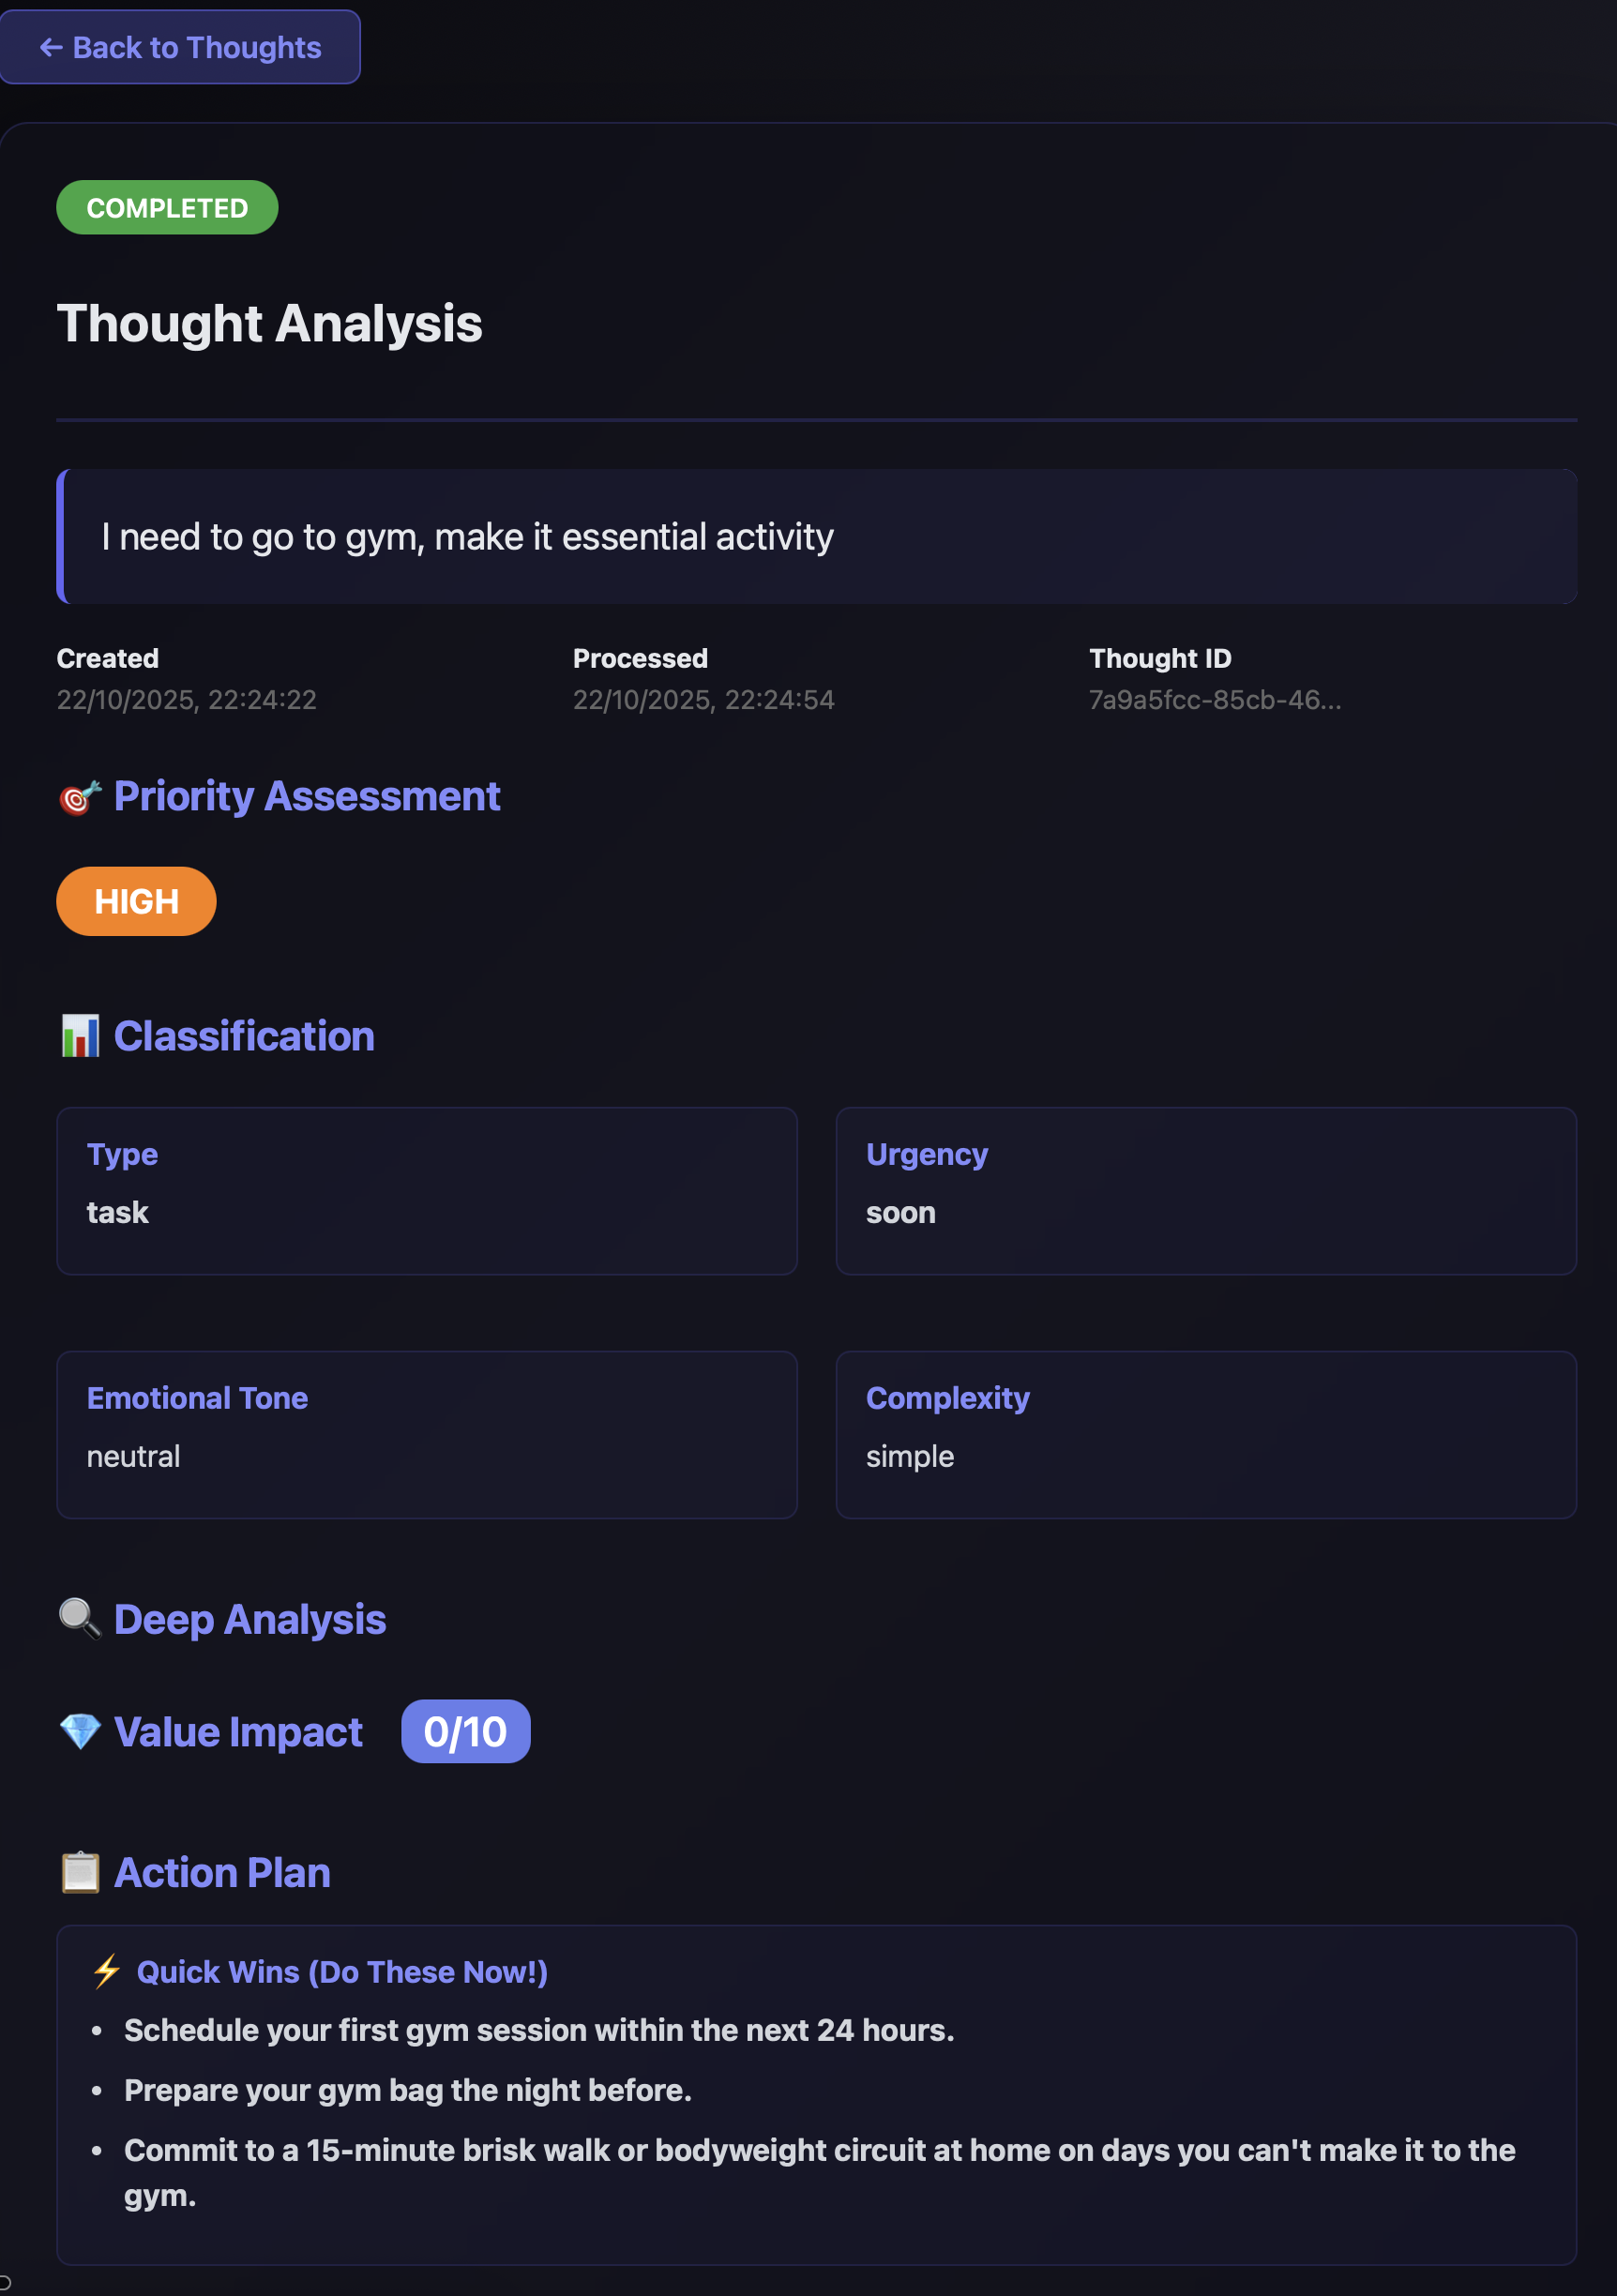 ← Back to Thoughts
COMPLETED
Thought Analysis
I need to go to gym, make it essential activity
Created Processed Thought ID
22/10/2025, 22:24:22 22/10/2025, 22:24:54 7a9a5fcc-85cb-46...
🎯 Priority Assessment
HIGH
📊 Classification
Type Urgency
task soon
Emotional Tone Complexity
neutral simple
🔍 Deep Analysis
💎 Value Impact 0/10
📋 Action Plan
⚡ Quick Wins (Do These Now!)
• Schedule your first gym session within the next 24 hours.
• Prepare your gym bag the night before.
• Commit to a 15-minute brisk walk or bodyweight circuit at home on days you can't make it to the
gym.